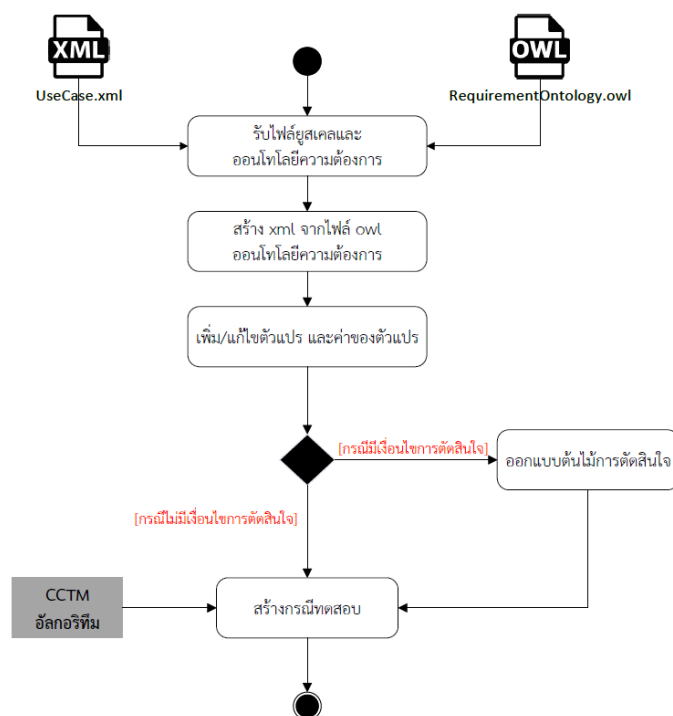 XML
OWL
UseCase.xml
RequirementOntology.owl
รับไฟล์ยูสเคลและ
ออนโทโลยีความต้องการ
สร้าง xml จากไฟล์ owl
ออนโทโลยีความต้องการ
เพิ่ม/แก้ไขตัวแปร และค่าของตัวแปร
[กรณีมีเงื่อนไขการตัดสินใจ]
ออกแบบต้นไม้การตัดสินใจ
[กรณีไม่มีเงื่อนไขการตัดสินใจ]
CCTM
อัลกอริทึม
สร้างกรณีทดสอบ